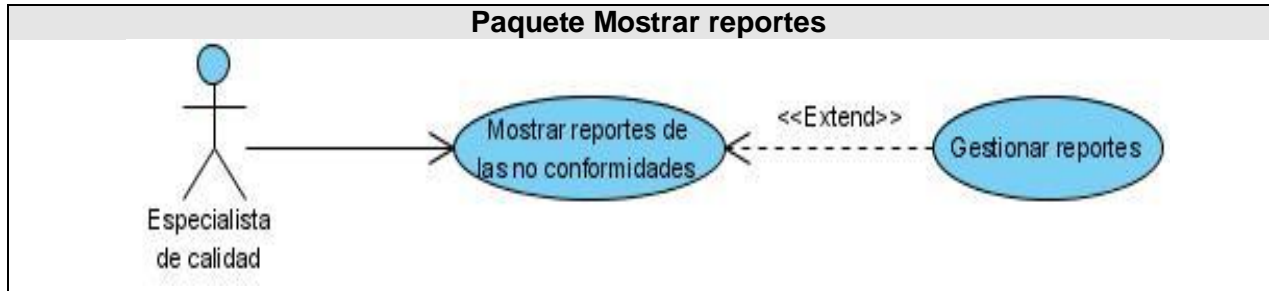 Paquete Mostrar reportes
Mostrar reportes de
las no conformidades
<<Extend>>
Gestionar reportes
Especialista
de calidad